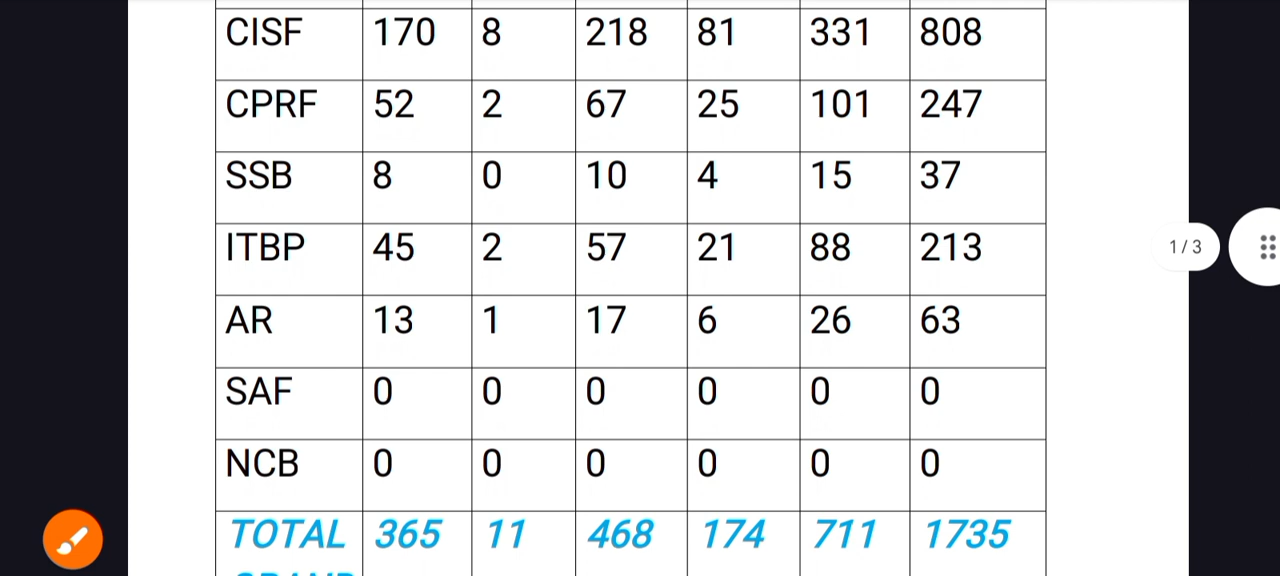 CISF 170 8 218 81 331 808
CPRF 52 2 67 25 101 247
SSB 8 0 10 4 15 37
ITBP 45 2 57 21 88 213
1 / 3
AR 13 1 17 6 26 63
SAF 0 0 0 0 0 0
NCB 0 0 0 0 0 0
TOTAL 365 11 468 174 711 1735